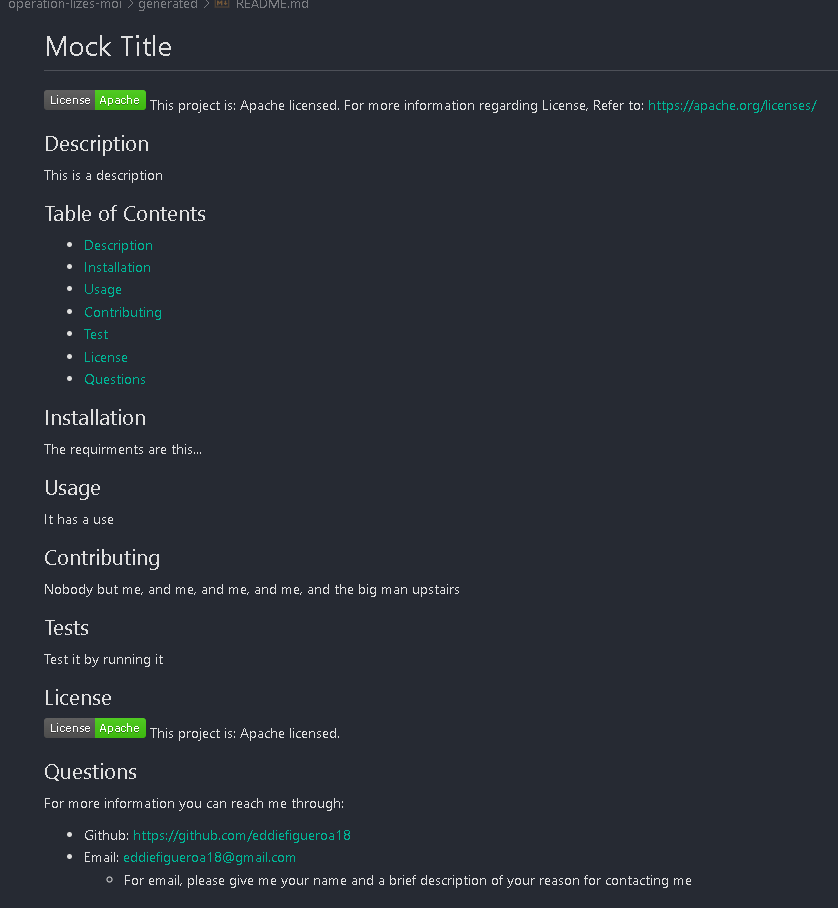 operation-lizes-moi > generated > README.md
Mock Title
License Apache This project is: Apache licensed. For more information regarding License, Refer to: https://apache.org/licenses/
Description
This is a description
Table of Contents
Description
Installation
Usage
Contributing
Test
License
Questions
Installation
The requirments are this...
Usage
It has a use
Contributing
Nobody but me, and me, and me, and me, and the big man upstairs
Tests
Test it by running it
License
License Apache This project is: Apache licensed.
Questions
For more information you can reach me through:
Github: https://github.com/eddiefigueroa18
Email: eddiefigueroa18@gmail.com
For email, please give me your name and a brief description of your reason for contacting me